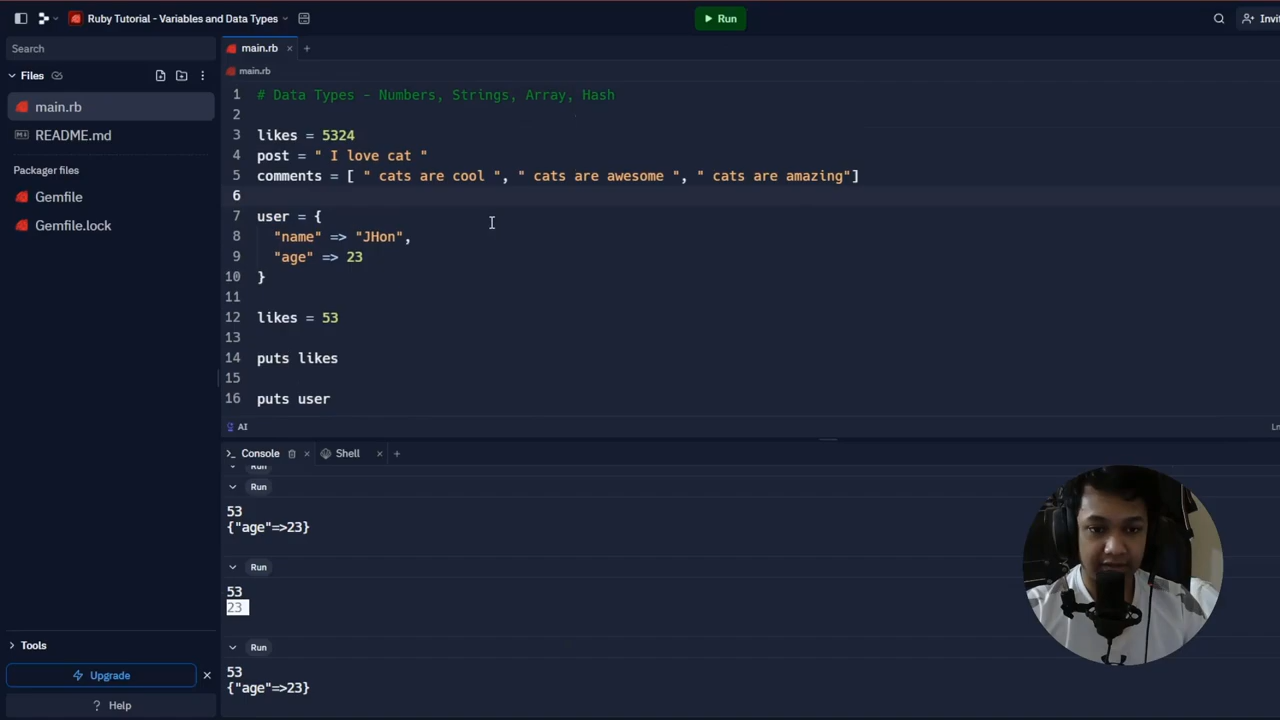 Ruby Tutorial - Variables and Data Types
Run
Invi
Search
Files
main.rb
README.md
Packager files
Gemfile
Gemfile.lock
main.rb
main.rb
1 # Data Types - Numbers, Strings, Array, Hash
2
3 likes = 5324
4 post = " I love cat "
5 comments = [ " cats are cool ", " cats are awesome ", " cats are amazing"]
6
7 user = {
8 "name" => "JHon",
9 "age" => 23
10 }
11
12 likes = 53
13
14 puts likes
15
16 puts user
AI
Ln
Console
Shell
Run
Run
53
{"age"=>23}
Run
53
23
Run
53
{"age"=>23}
Tools
Upgrade
? Help